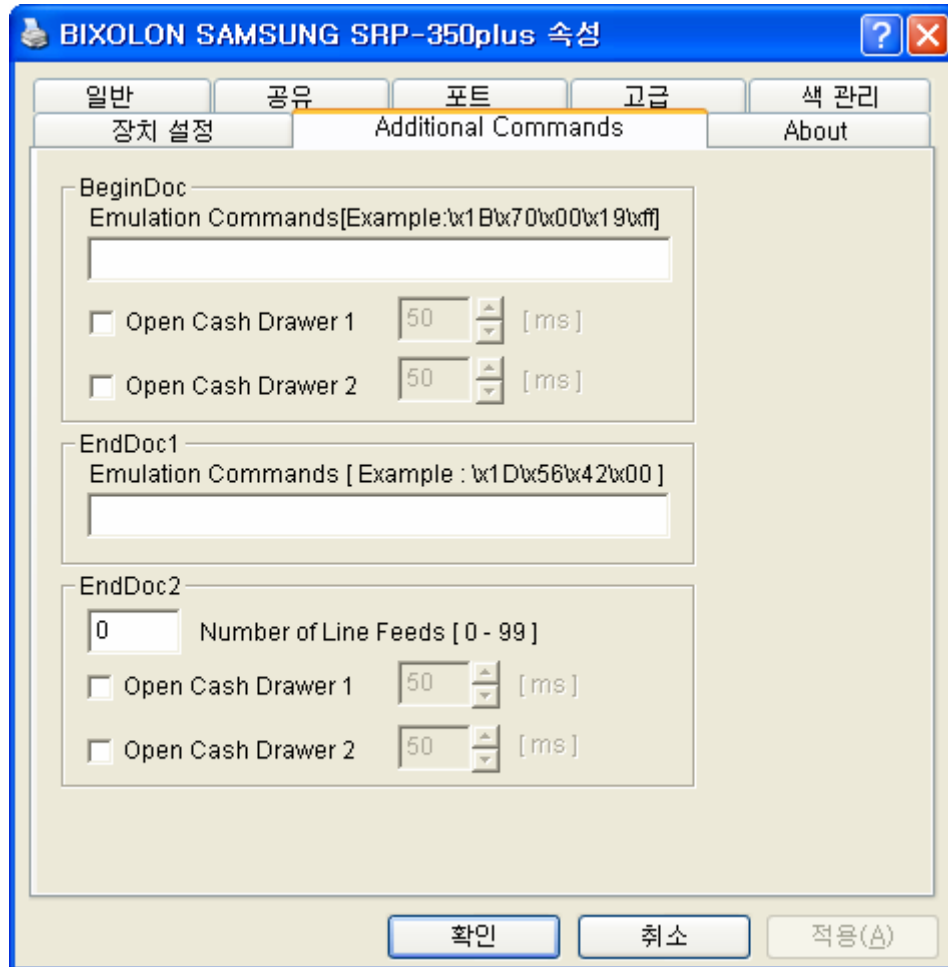 BIXOLON SAMSUNG SRP-350plus 속성
일반 공유 포트 고급 색 관리
장치 설정 Additional Commands About
BeginDoc
Emulation Commands[Example:\x1B\x70\x00\x19\xff]
Open Cash Drawer 1 50 [ms]
Open Cash Drawer 2 50 [ms]
EndDoc1
Emulation Commands [ Example : \x1D\x56\x42\x00 ]
EndDoc2
0 Number of Line Feeds [ 0 - 99 ]
Open Cash Drawer 1 50 [ms]
Open Cash Drawer 2 50 [ms]
확인 취소 적용(A)